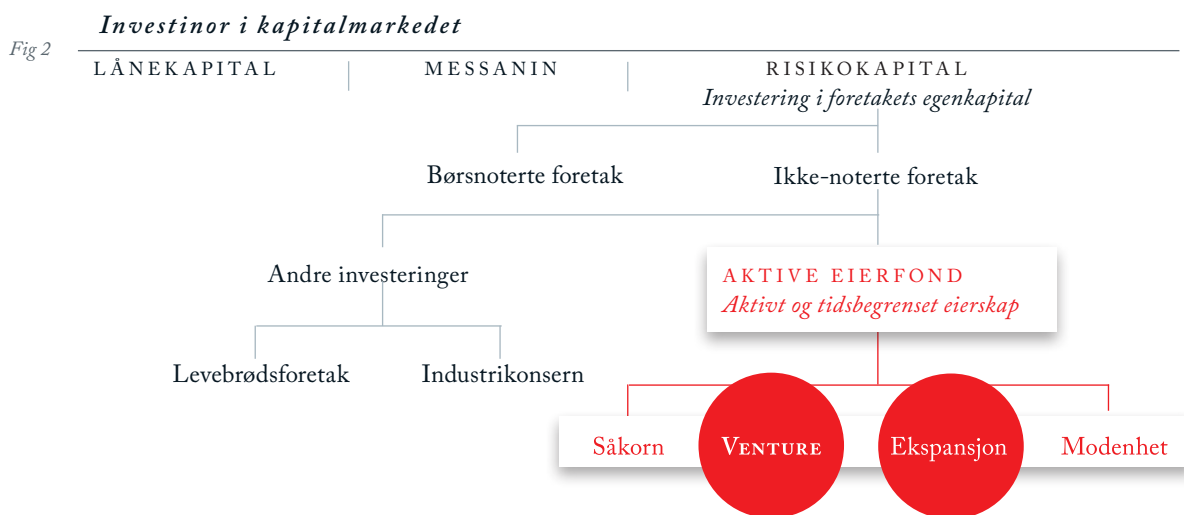 Investinor i kapitalmarkedet
Fig 2
LÅNEKAPITAL
MESSANIN
RISIKOKAPITAL
Investering i foretakets egenkapital
Børsnoterte foretak
Ikke-noterte foretak
Andre investeringer
AKTIVE EIERFOND
Aktivt og tidsbegrenset eierskap
Levebrødsforetak
Industrikonsern
Såkorn
VENTURE
Ekspansjon
Modenhet